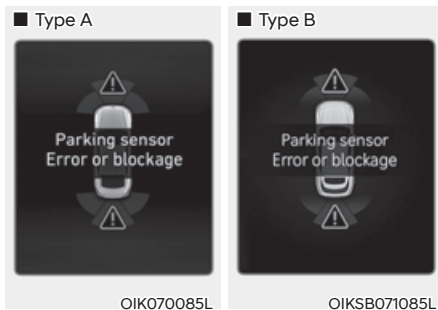 ■ Type A
Parking sensor
Error or blockage
OIK070085L
■ Type B
Parking sensor
Error or blockage
OIKSB071085L